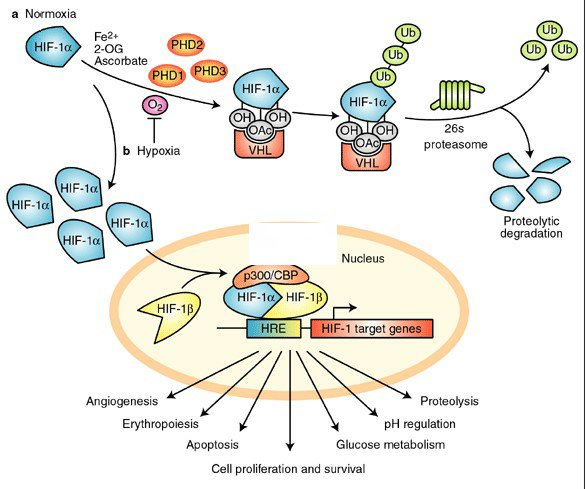 a Normoxia
HIF-1α
Fe2+
2-OG
Ascorbate
PHD2
PHD1
PHD3
O2
b Hypoxia
HIF-1α
OH
OH
OAc
VHL
Ub
Ub
Ub
HIF-1α
OH
OH
OAc
VHL
26s
proteasome
Ub
Ub
Ub
Proteolytic
degradation
HIF-1α
HIF-1α
HIF-1α
HIF-1α
Nucleus
p300/CBP
HIF-1α
HIF-1β
HIF-1β
HRE
HIF-1 target genes
Angiogenesis
Erythropoiesis
Apoptosis
Cell proliferation and survival
Glucose metabolism
pH regulation
Proteolysis